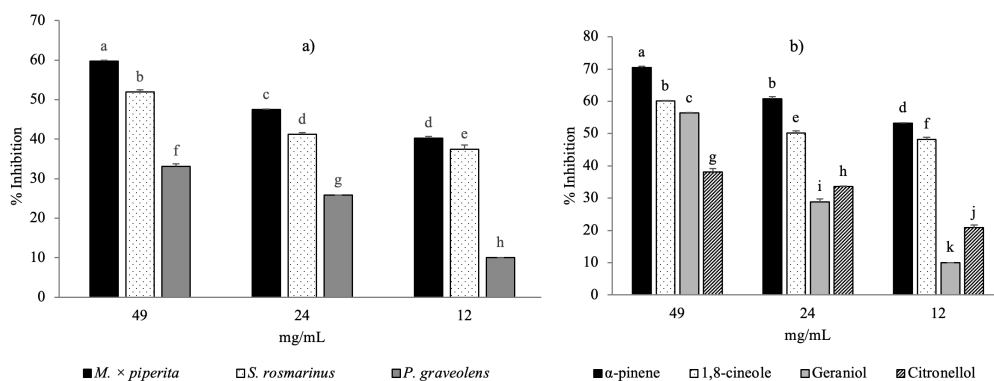 a)
% Inhibition
70
60
50
40
30
20
10
0
a
b
f
c
d
g
d
e
h
49
24
12
mg/mL
M. × piperita
S. rosmarinus
P. graveolens
b)
% Inhibition
80
70
60
50
40
30
20
10
0
a
b
c
g
b
e
i
h
d
f
k
j
49
24
12
mg/mL
α-pinene
1,8-cineole
Geraniol
Citronellol